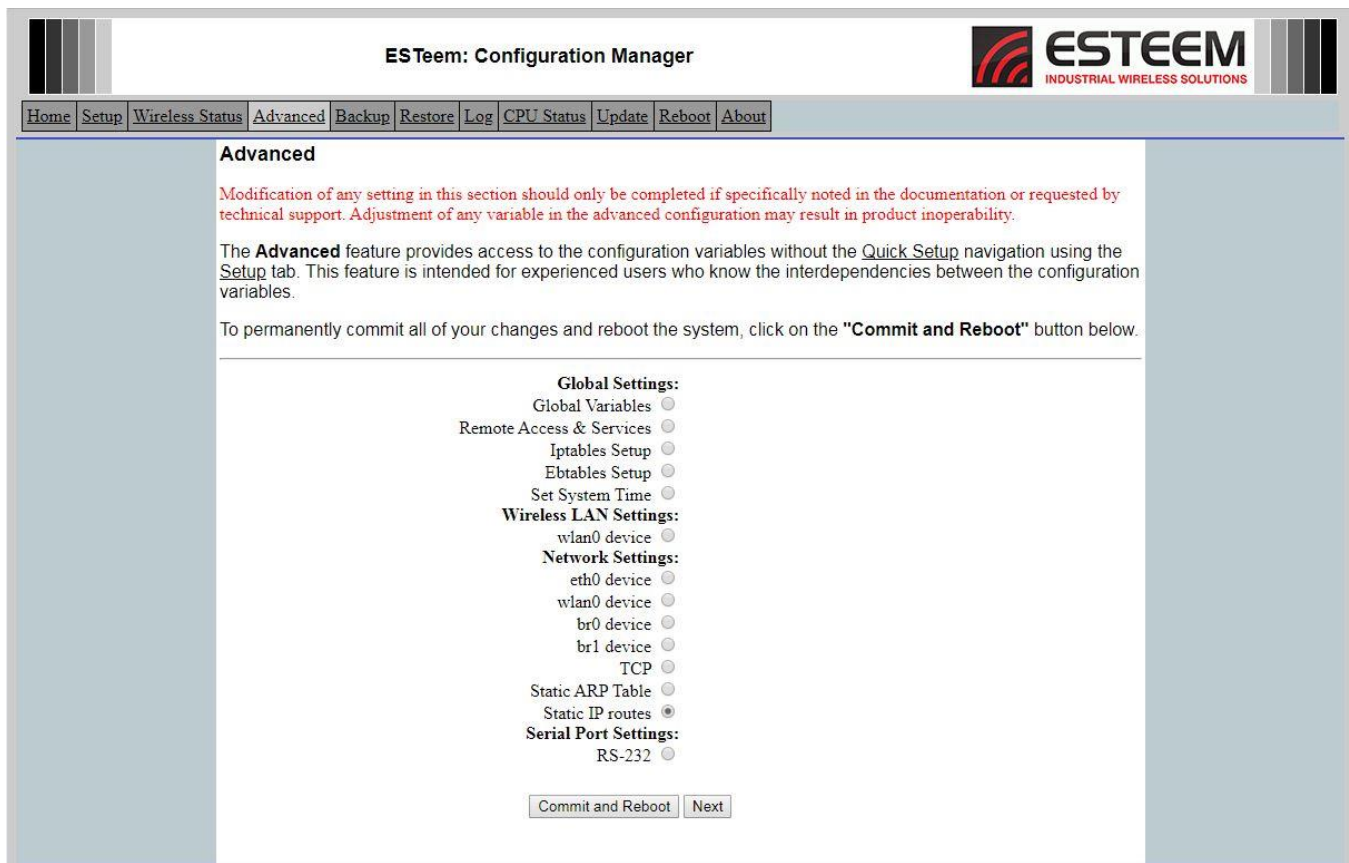 ESTeem: Configuration Manager
ESTEEM
INDUSTRIAL WIRELESS SOLUTIONS
Home Setup Wireless Status Advanced Backup Restore Log CPU Status Update Reboot About
Advanced
Modification of any setting in this section should only be completed if specifically noted in the documentation or requested by
technical support. Adjustment of any variable in the advanced configuration may result in product inoperability.
The Advanced feature provides access to the configuration variables without the Quick Setup navigation using the
Setup tab. This feature is intended for experienced users who know the interdependencies between the configuration
variables.
To permanently commit all of your changes and reboot the system, click on the "Commit and Reboot" button below.
Global Settings:
Global Variables
Remote Access & Services
Iptables Setup
Ebtables Setup
Set System Time
Wireless LAN Settings:
wlan0 device
Network Settings:
eth0 device
wlan0 device
br0 device
br1 device
TCP
Static ARP Table
Static IP routes
Serial Port Settings:
RS-232
Commit and Reboot Next